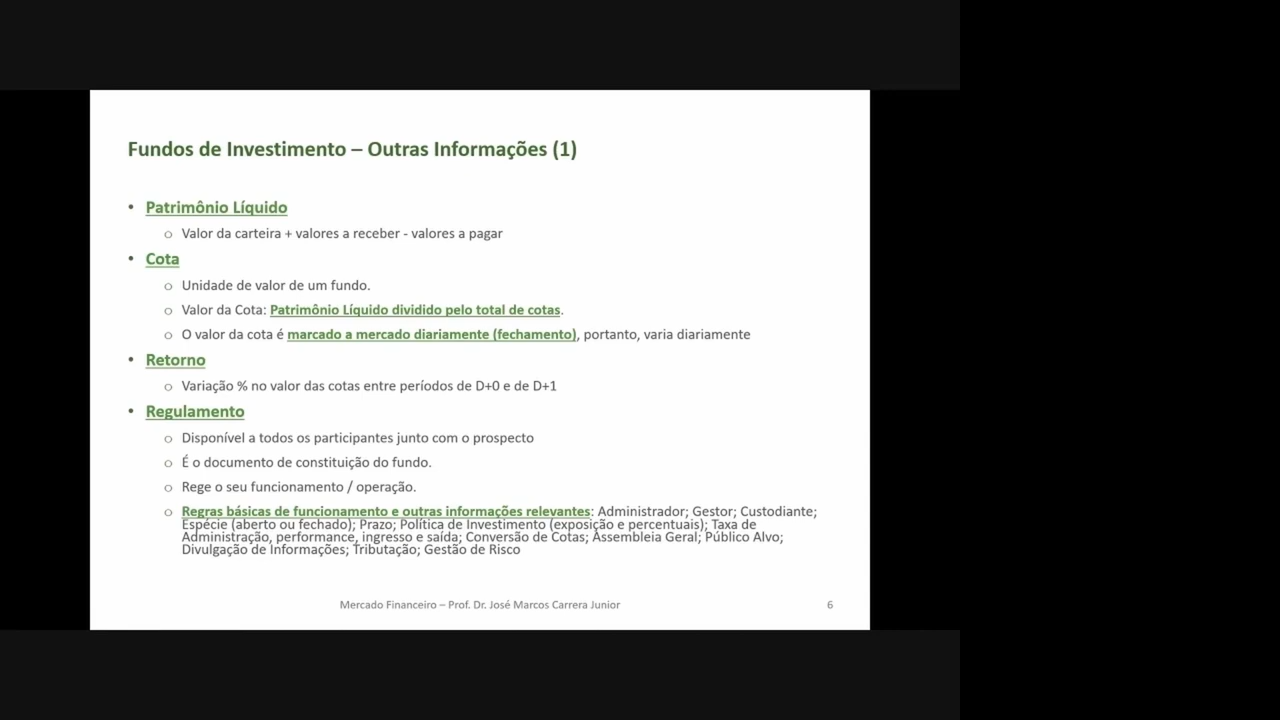 Fundos de Investimento – Outras Informações (1)
• Patrimônio Líquido
o Valor da carteira + valores a receber - valores a pagar
• Cota
o Unidade de valor de um fundo.
o Valor da Cota: Patrimônio Líquido dividido pelo total de cotas.
o O valor da cota é marcado a mercado diariamente (fechamento), portanto, varia diariamente
• Retorno
o Variação % no valor das cotas entre períodos de D+0 e de D+1
• Regulamento
o Disponível a todos os participantes junto com o prospecto
o É o documento de constituição do fundo.
o Rege o seu funcionamento / operação.
o Regras básicas de funcionamento e outras informações relevantes: Administrador; Gestor; Custodiante;
Espécie (aberto ou fechado); Prazo; Política de Investimento (exposição e percentuais); Taxa de
Administração, performance, ingresso e saída; Conversão de Cotas; Assembleia Geral; Público Alvo;
Divulgação de Informações; Tributação; Gestão de Risco
Mercado Financeiro – Prof. Dr. José Marcos Carrera Junior
6